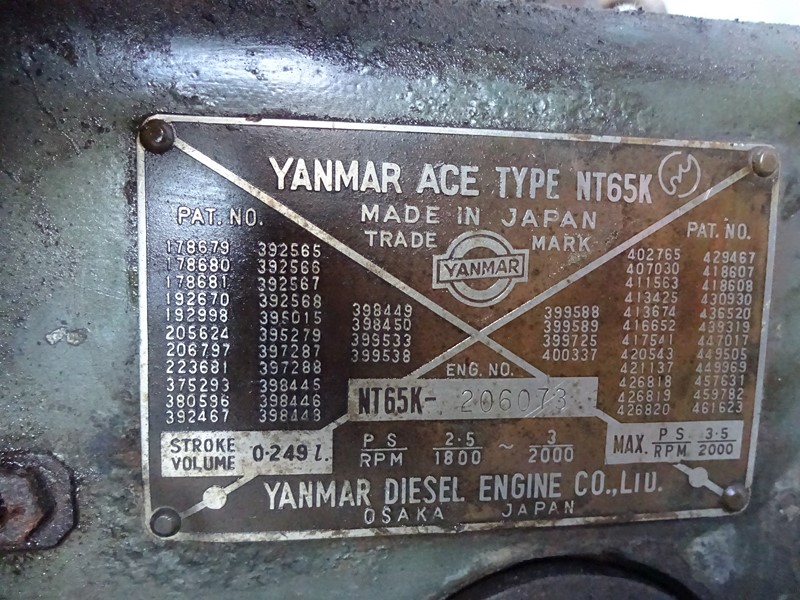 YANMAR ACE TYPE NT65K
MADE IN JAPAN
TRADE MARK
YANMAR
PAT. NO.
178679 392565
178680 392566
178681 392567
192670 392568
192998 395015
205624 395279
206797 397287
223681 397288
375293 398445
380596 398446
392467 398448
398449
398450
399533
399538
399588
399589
399725
400337
PAT. NO.
402765 429467
407030 418607
411563 418608
413425 430930
413674 436520
416652 439319
417541 447017
420543 449505
421137 449969
426818 457631
426819 459782
426820 461623
ENG. NO.
NT65K- 206073
STROKE VOLUME 0.249 l.
PS/RPM 2.5/1800 ~ 3/2000
MAX. PS/RPM 3.5/2000
YANMAR DIESEL ENGINE CO.,LTD.
OSAKA JAPAN